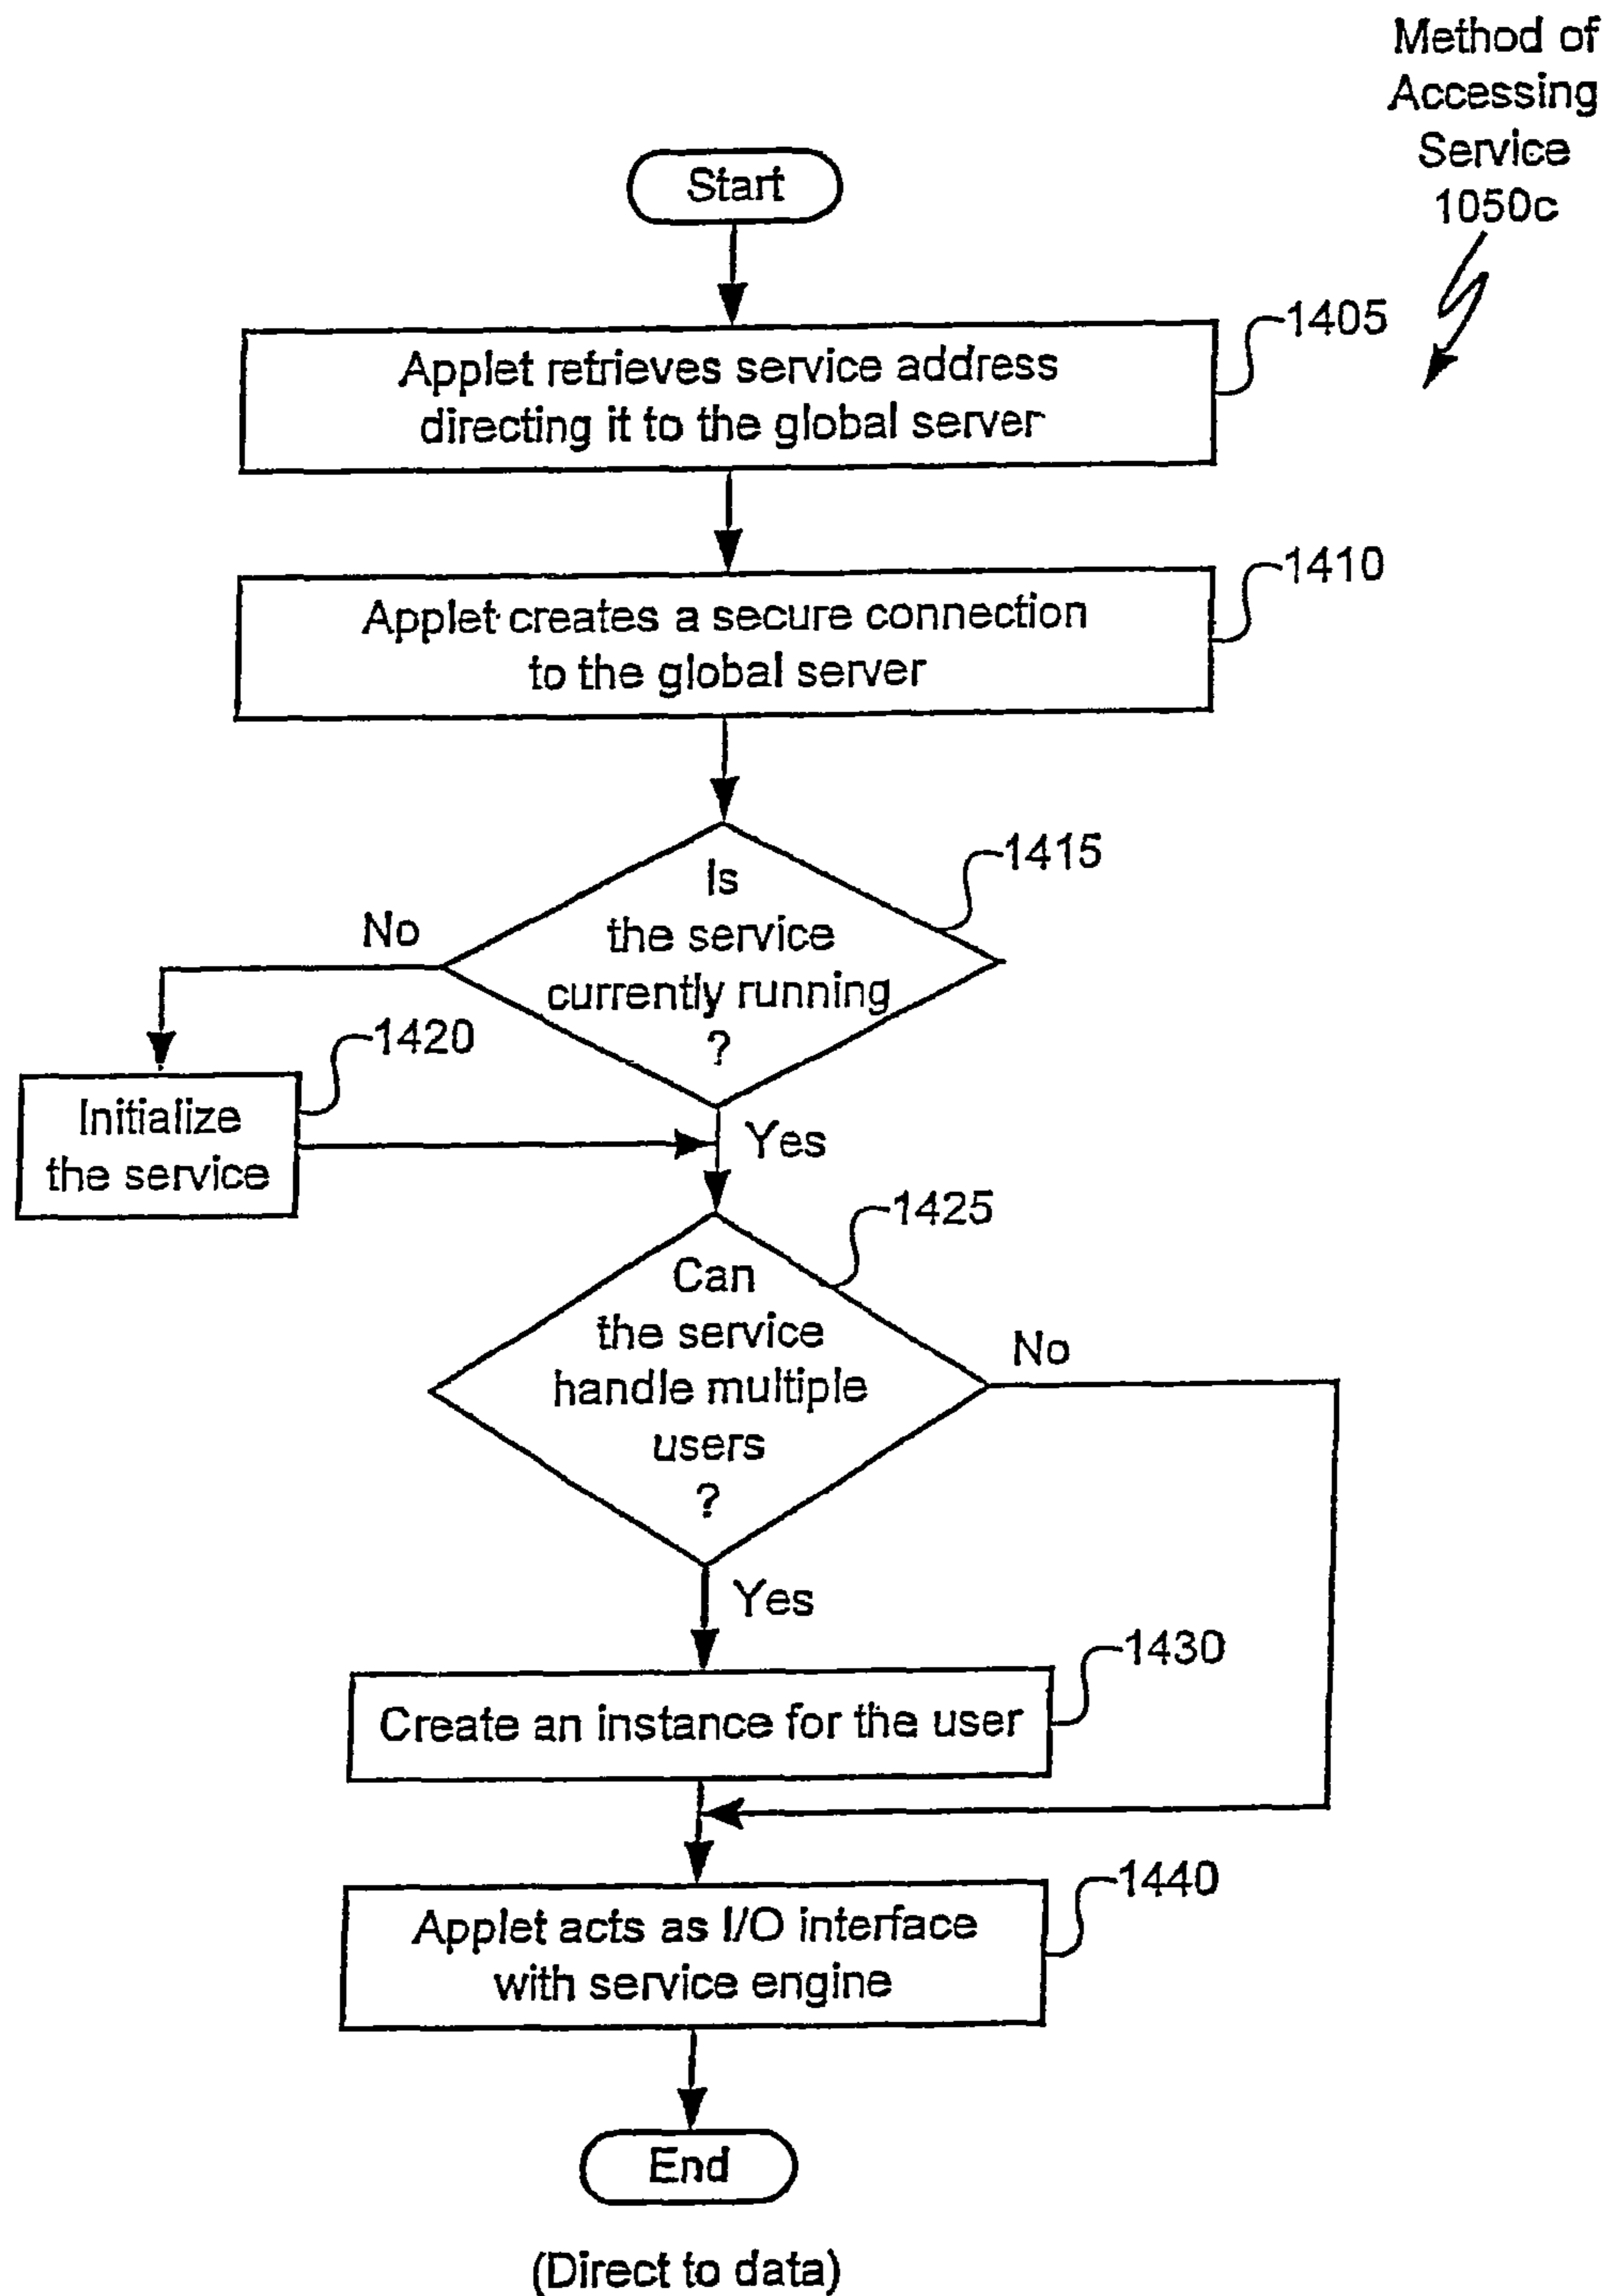 Method of
Accessing
Service
1050c
Start
1405
Applet retrieves service address
directing it to the global server
1410
Applet creates a secure connection
to the global server
1415
Is
the service
currently running
?
No
1420
Initialize
the service
Yes
1425
Can
the service
handle multiple
users
?
No
Yes
1430
Create an instance for the user
1440
Applet acts as I/O interface
with service engine
End
(Direct to data)